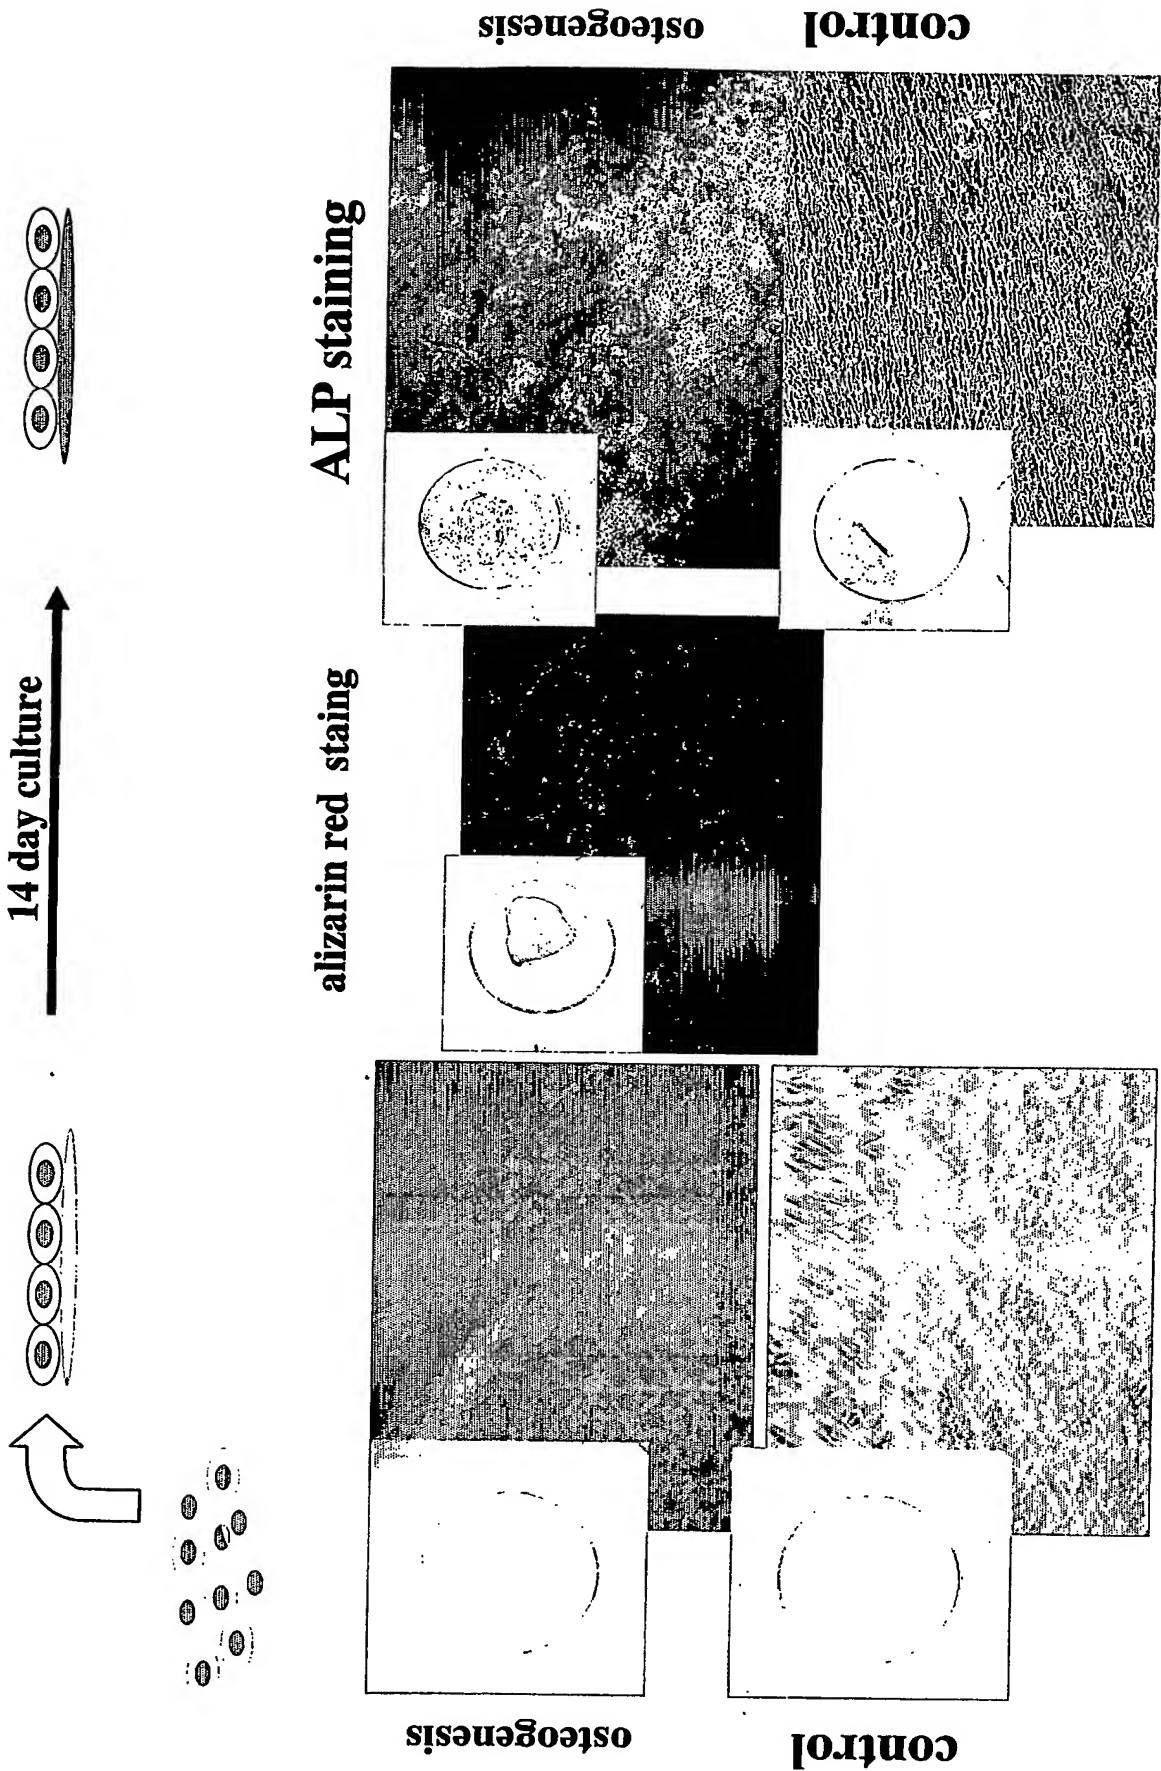 14 day culture
alizarin red staing
ALP staining
osteogenesis
control
osteogenesis
control